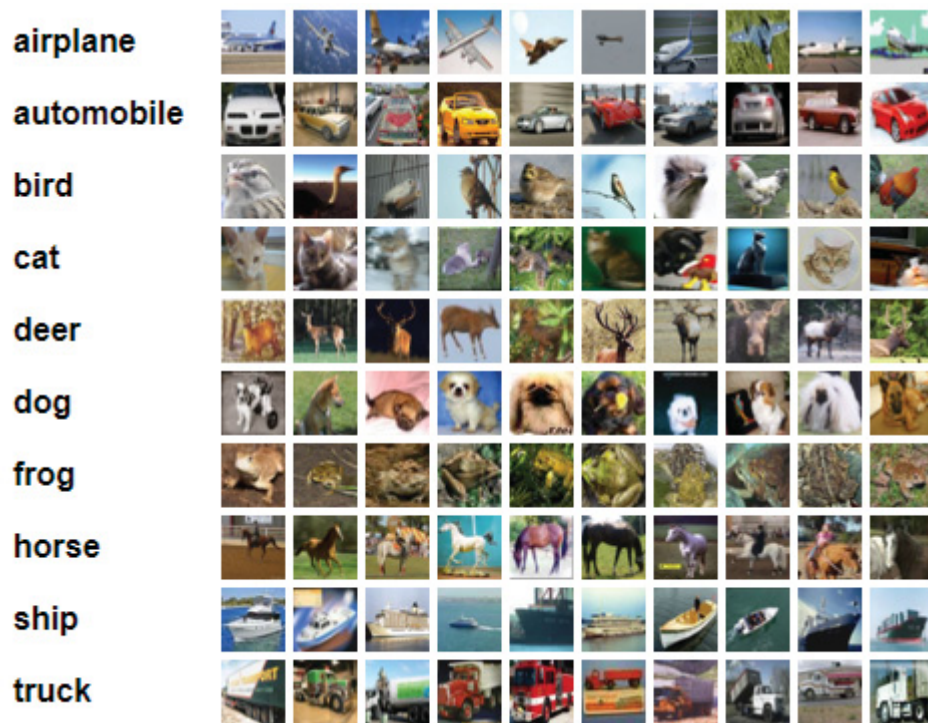 airplane
automobile
bird
cat
deer
dog
frog
horse
ship
truck